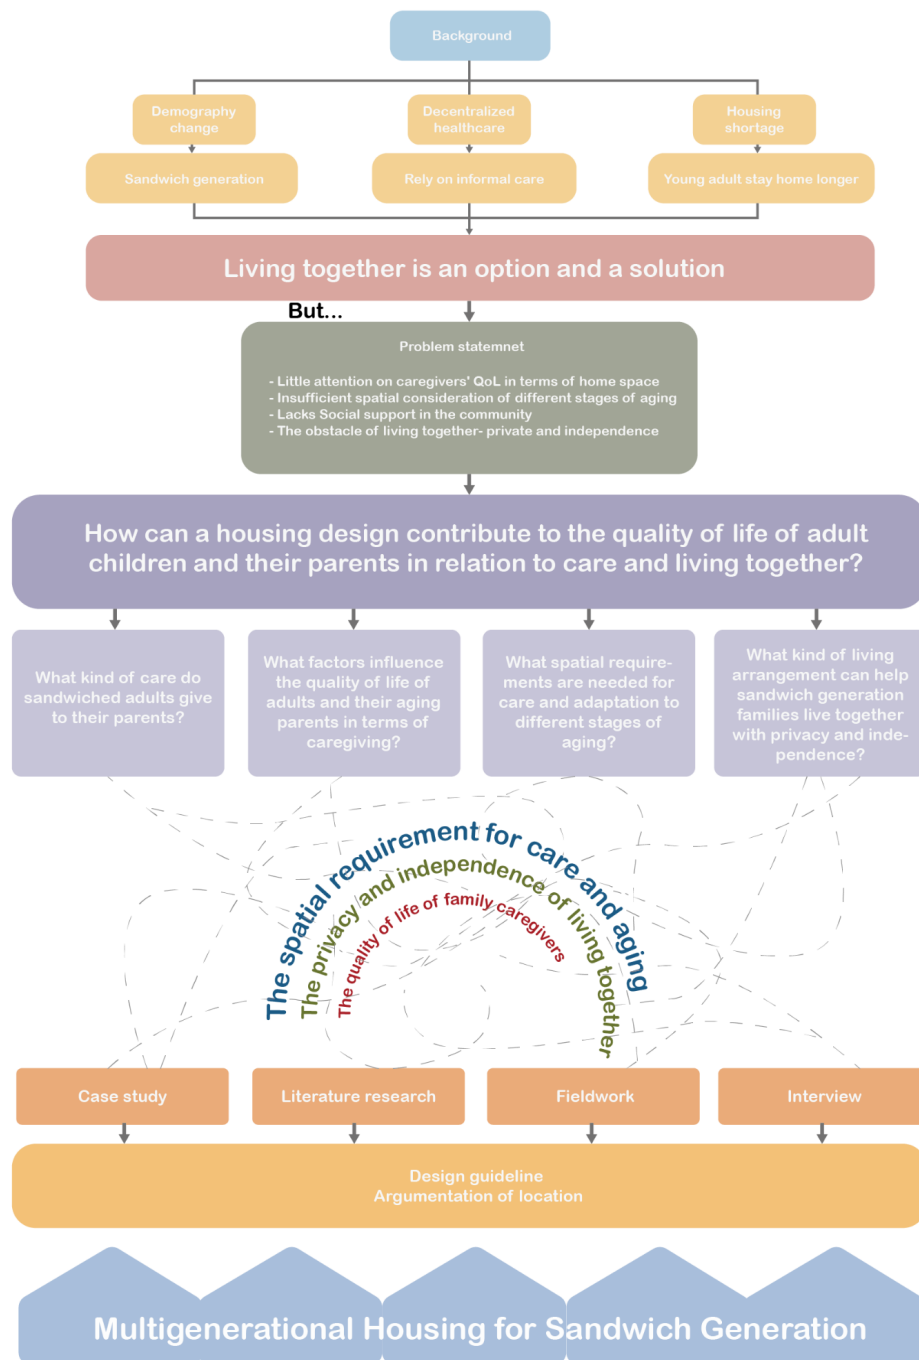 Background
Demography
change
Decentralized
healthcare
Housing
shortage
Sandwich generation
Rely on informal care
Young adult stay home longer
Living together is an option and a solution
But...
Problem statemnet
- Little attention on caregivers' QoL in terms of home space
- Insufficient spatial consideration of different stages of aging
- Lacks Social support in the community
- The obstacle of living together- private and independence
How can a housing design contribute to the quality of life of adult
children and their parents in relation to care and living together?
What kind of care do
sandwiched adults give
to their parents?
What factors influence
the quality of life of
adults and their aging
parents in terms of
caregiving?
What spatial require-
ments are needed for
care and adaptation to
different stages of
aging?
What kind of living
arrangement can help
sandwich generation
families live together
with privacy and inde-
pendence?
The spatial requirement for care and aging
The privacy and independence of living together
The quality of life of family caregivers
Case study
Literature research
Fieldwork
Interview
Design guideline
Argumentation of location
Multigenerational Housing for Sandwich Generation